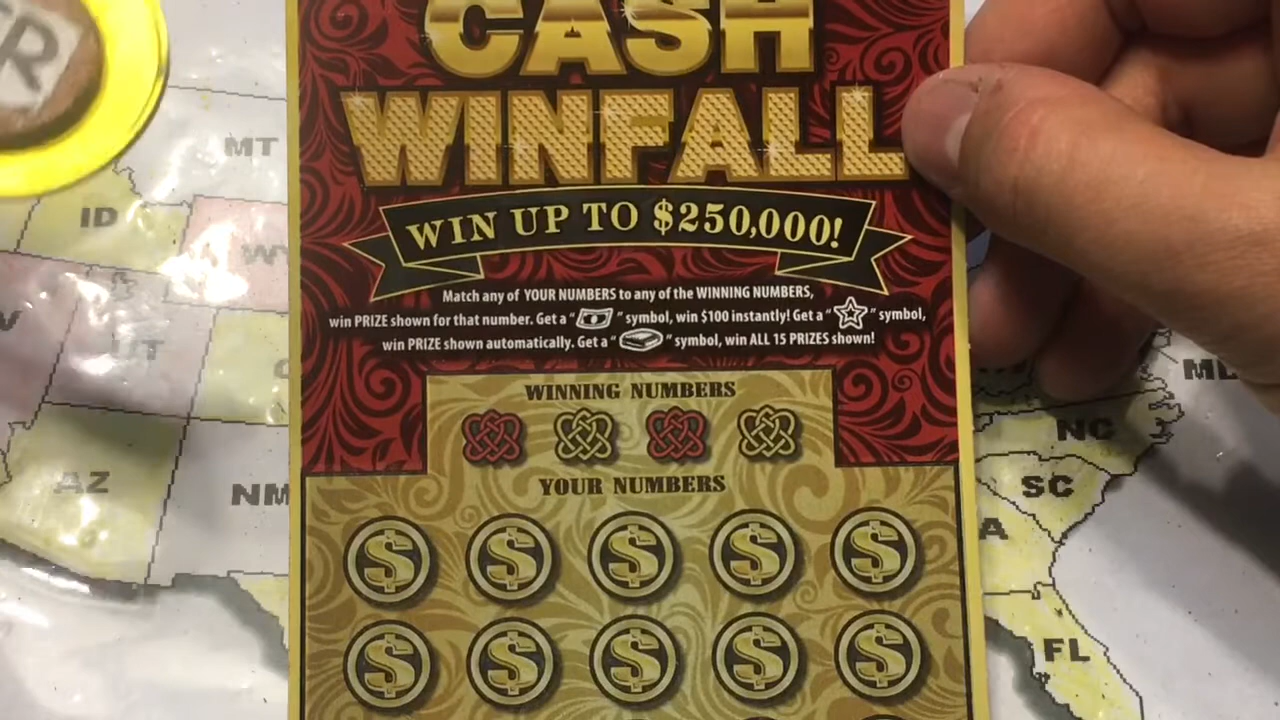 R
CASH
WINFALL
WIN UP TO $250,000!
Match any of YOUR NUMBERS to any of the WINNING NUMBERS,
win PRIZE shown for that number. Get a " " symbol, win $100 instantly! Get a " " symbol,
win PRIZE shown automatically. Get a " " symbol, win ALL 15 PRIZES shown!
WINNING NUMBERS
YOUR NUMBERS
$ $ $ $ $
$ $ $ $ $
MT
ID
WY
UT
AZ
NM
NC
SC
A
FL